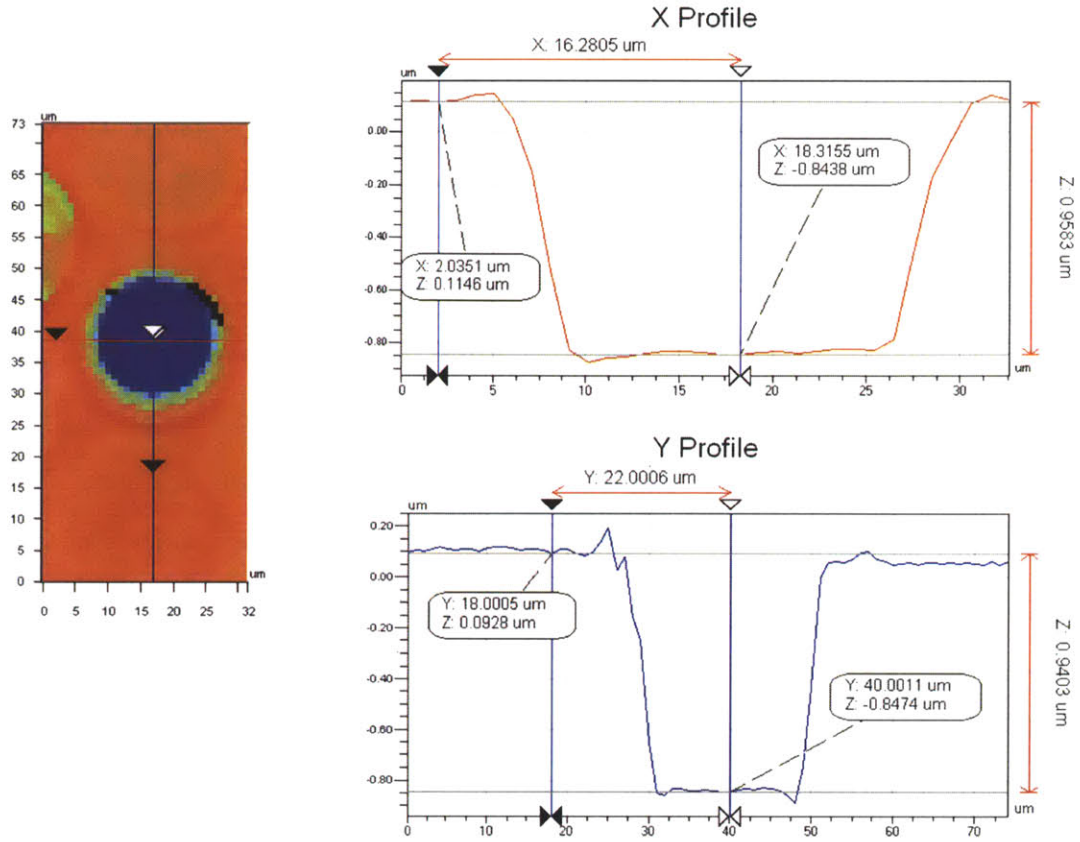 X Profile
X: 16.2805 um
um
0.00
-0.20
-0.40
-0.60
-0.80
X: 18.3155 um
Z: -0.8438 um
X: 2.0351 um
Z: 0.1146 um
Z: 0.9583 um
0 5 10 15 20 25 30
um
um
73
65
60
55
50
45
40
35
30
25
20
15
10
5
0
um
0 5 10 15 20 25 32
Y Profile
Y: 22.0006 um
um
0.20
0.00
-0.20
-0.40
-0.60
-0.80
Y: 18.0005 um
Z: 0.0928 um
Y: 40.0011 um
Z: -0.8474 um
Z: 0.9403 um
um
0 10 20 30 40 50 60 70